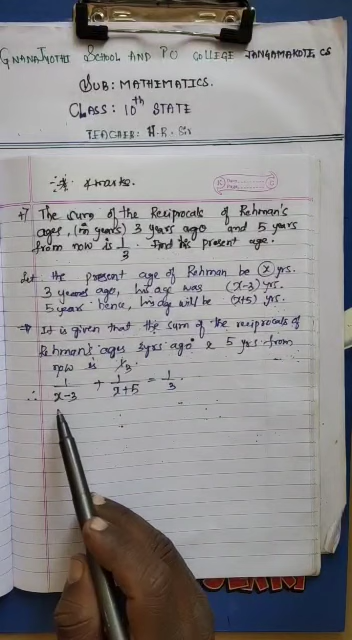 GNANAJYOTHI SCHOOL AND PU COLLEGE JANGAMAKOTE, CS
SUB: MATHEMATICS.
CLASS: 10th STATE
TEACHER: H.R. Sir
4 marks.
The sum of the Reciprocals of Rehman's
ages, (in years) 3 years ago and 5 years
from now is 1/3. Find his present age.
Let the present age of Rehman be (x) yrs.
3 years ago, his age was (x-3) yrs.
5 years hence, his age will be (x+5) yrs.
⇒ It is given that the sum of the reciprocals of
Rehman's ages 3yrs ago & 5 yrs from
now is 1/3
∴ 1/x-3 + 1/x+5 = 1/3.